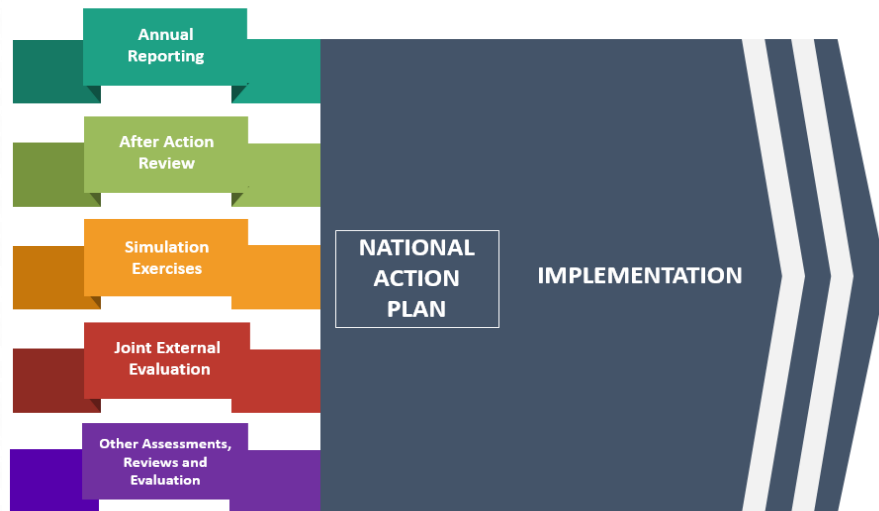 Annual
Reporting
After Action
Review
Simulation
Exercises
Joint External
Evaluation
Other Assessments,
Reviews and
Evaluation
NATIONAL
ACTION
PLAN
IMPLEMENTATION